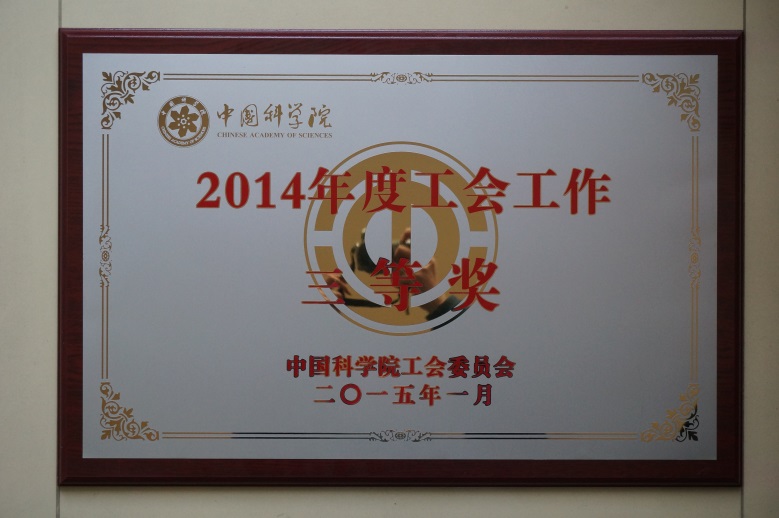 中国科学院
CHINESE ACADEMY OF SCIENCES
2014年度工会工作
三等奖
中国科学院工会委员会
二〇一五年一月